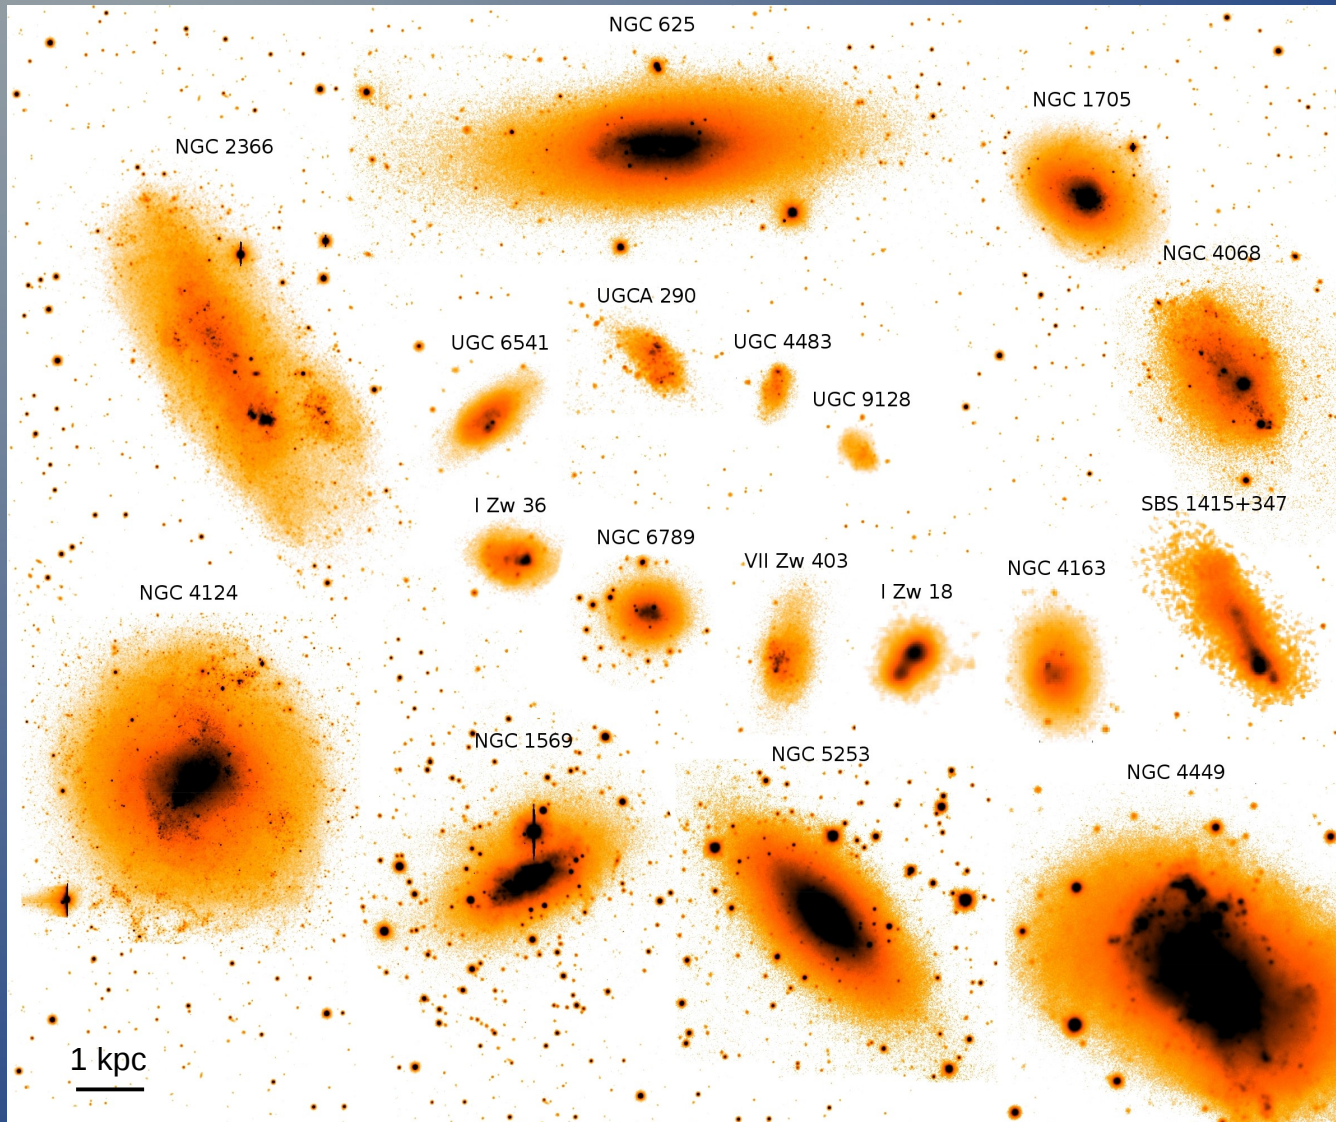 NGC 625
NGC 1705
NGC 2366
NGC 4068
UGCA 290
UGC 6541
UGC 4483
UGC 9128
I Zw 36
SBS 1415+347
NGC 6789
VII Zw 403
NGC 4163
I Zw 18
NGC 4124
NGC 1569
NGC 5253
NGC 4449
1 kpc